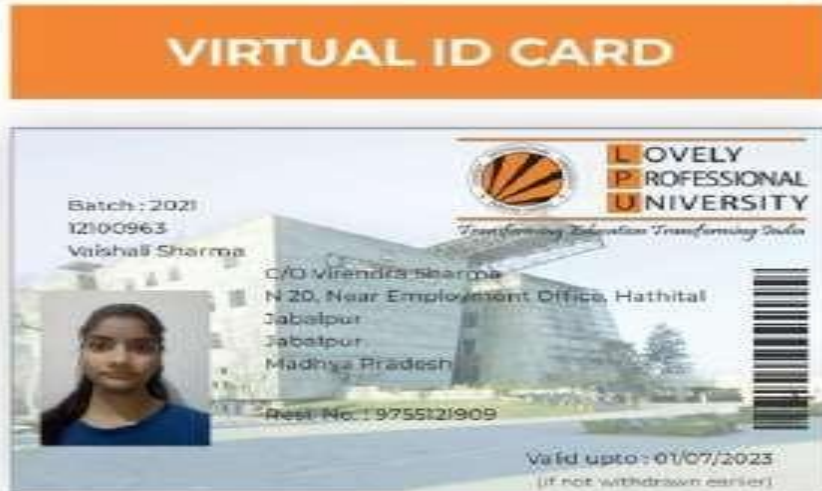 VIRTUAL ID CARD
LOVELY
PROFESSIONAL
UNIVERSITY
Transforming Education Transforming India
Batch : 2021
12100963
Vaishali Sharma
C/O Virendra Sharma
N 20, Near Employment Office, Hathital
Jabalpur
Jabalpur
Madhya Pradesh
Resi. No. : 9755121909
Valid upto : 01/07/2023
(if not withdrawn earlier)